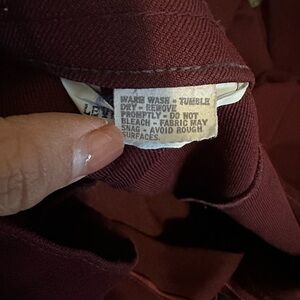 WARM WASH - TUMBLE
DRY - REMOVE
PROMPTLY - DO NOT
BLEACH - FABRIC MAY
SNAG - AVOID ROUGH
SURFACES.